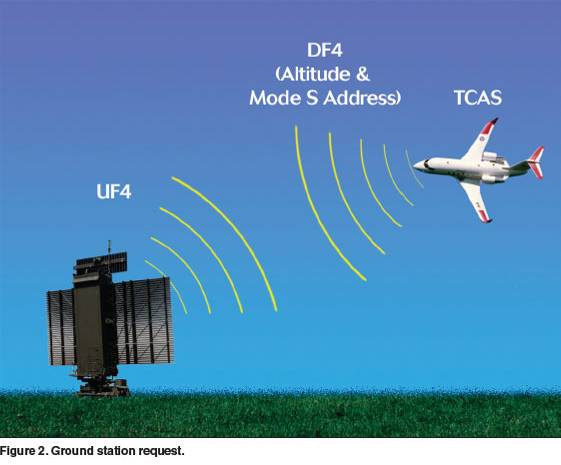 DF4
(Altitude &
Mode S Address)
TCAS
UF4
Figure 2. Ground station request.